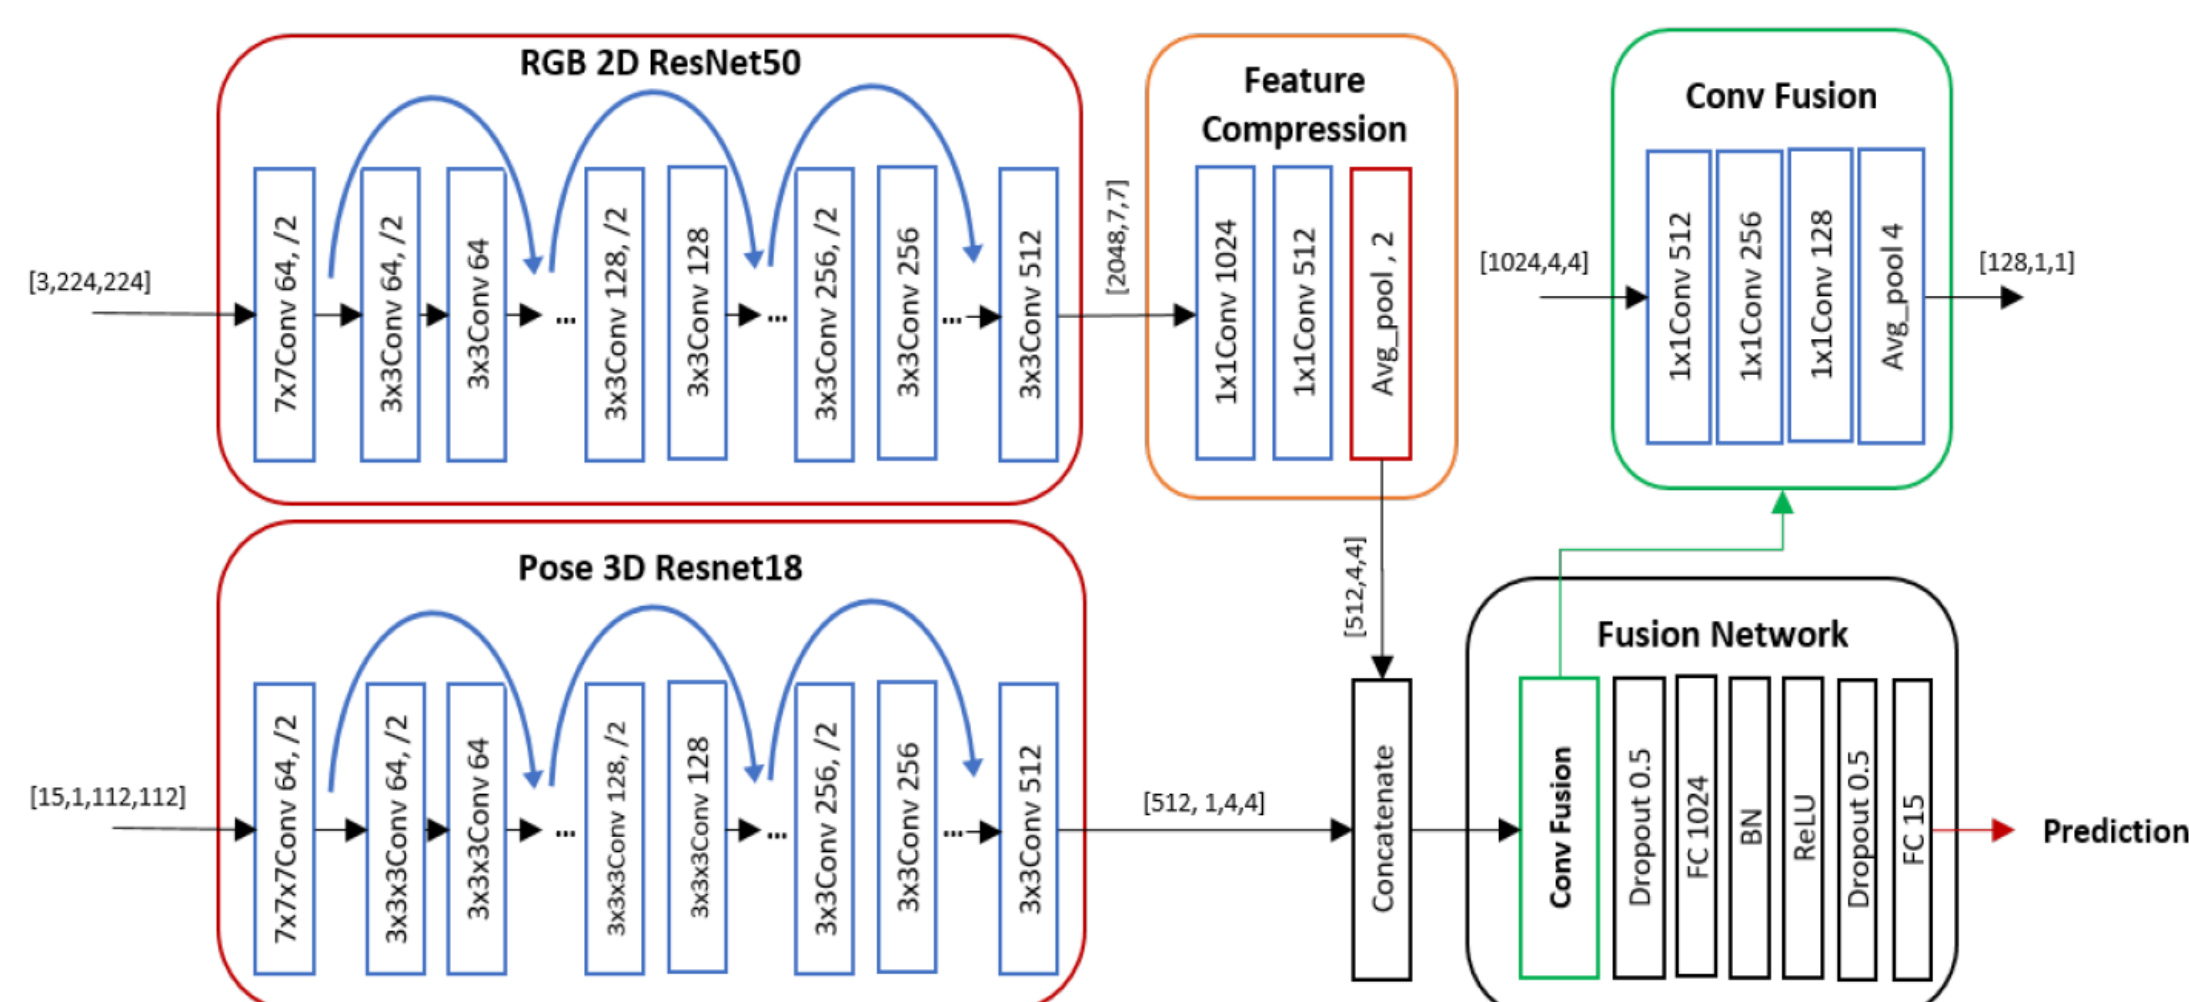 RGB 2D ResNet50
[3,224,224]
7x7Conv 64, /2
3x3Conv 64, /2
3x3Conv 64
...
3x3Conv 128, /2
3x3Conv 128
...
3x3Conv 256, /2
3x3Conv 256
...
3x3Conv 512
[2048,7,7]
Feature
Compression
1x1Conv 1024
1x1Conv 512
Avg_pool , 2
[512,4,4]
Conv Fusion
[1024,4,4]
1x1Conv 512
1x1Conv 256
1x1Conv 128
Avg_pool 4
[128,1,1]
Pose 3D Resnet18
[15,1,112,112]
7x7x7Conv 64, /2
3x3x3Conv 64, /2
3x3x3Conv 64
...
3x3x3Conv 128, /2
3x3x3Conv 128
...
3x3Conv 256, /2
3x3Conv 256
...
3x3Conv 512
[512, 1,4,4]
Concatenate
Fusion Network
Conv Fusion
Dropout 0.5
FC 1024
BN
ReLU
Dropout 0.5
FC 15
Prediction